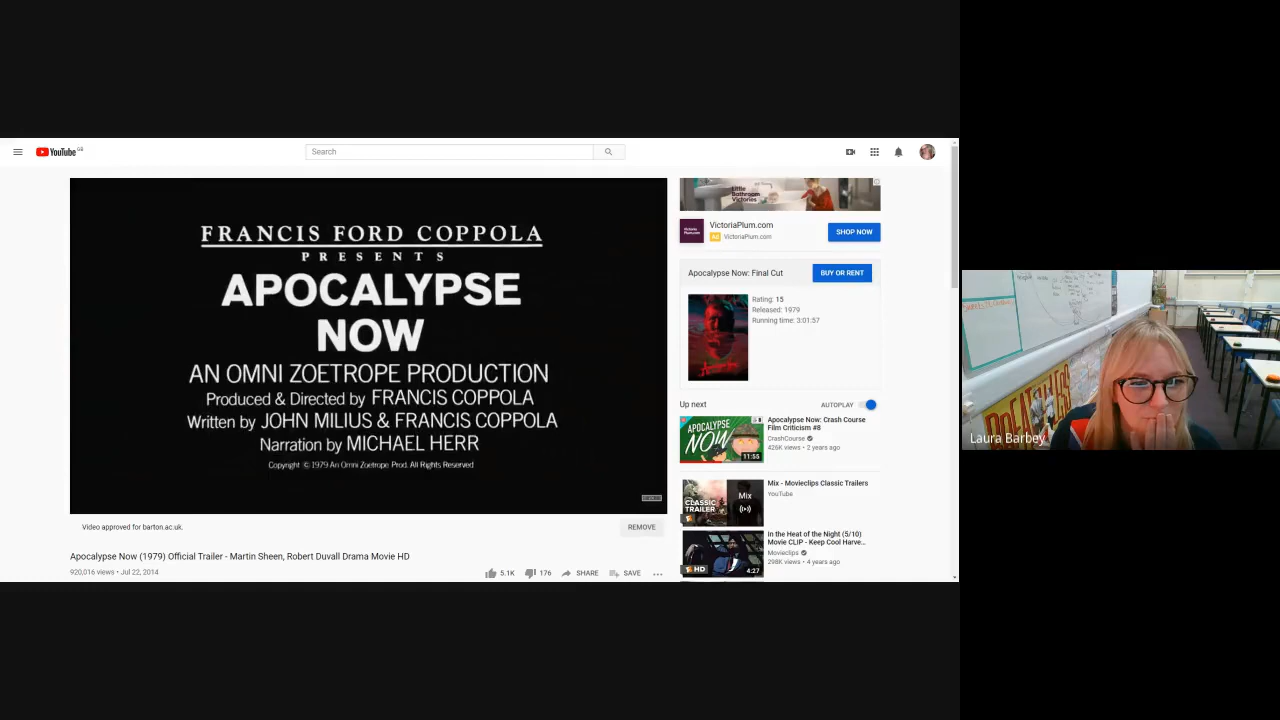 YouTube GB
Search
FRANCIS FORD COPPOLA
PRESENTS
APOCALYPSE
NOW
AN OMNI ZOETROPE PRODUCTION
Produced & Directed by FRANCIS COPPOLA
Written by JOHN MILIUS & FRANCIS COPPOLA
Narration by MICHAEL HERR
Copyright © 1979 An Omni Zoetrope Prod. All Rights Reserved
Video approved for barton.ac.uk.
REMOVE
Apocalypse Now (1979) Official Trailer - Martin Sheen, Robert Duvall Drama Movie HD
920,016 views • Jul 22, 2014
5.1K
176
SHARE
SAVE
Little
Bathroom
Victories
VictoriaPlum.com
Ad VictoriaPlum.com
SHOP NOW
Apocalypse Now: Final Cut
BUY OR RENT
Rating: 15
Released: 1979
Running time: 3:01:57
Up next
AUTOPLAY
APOCALYPSE
NOW
11:55
Apocalypse Now: Crash Course
Film Criticism #8
CrashCourse
426K views • 2 years ago
CLASSIC
TRAILER
Mix
Mix - Movieclips Classic Trailers
YouTube
HD
4:27
In the Heat of the Night (5/10)
Movie CLIP - Keep Cool Harve...
Movieclips
298K views • 4 years ago
Laura Barbey